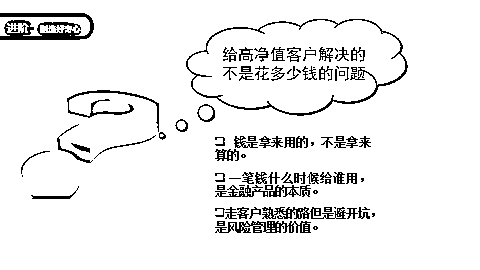 进阶
给高净值客户解决的
不是花多少钱的问题
❑ 钱是拿来用的，不是拿来
算的。
❑ 一笔钱什么时候给谁用，
是金融产品的本质。
❑走客户熟悉的路但是避开坑，
是风险管理的价值。